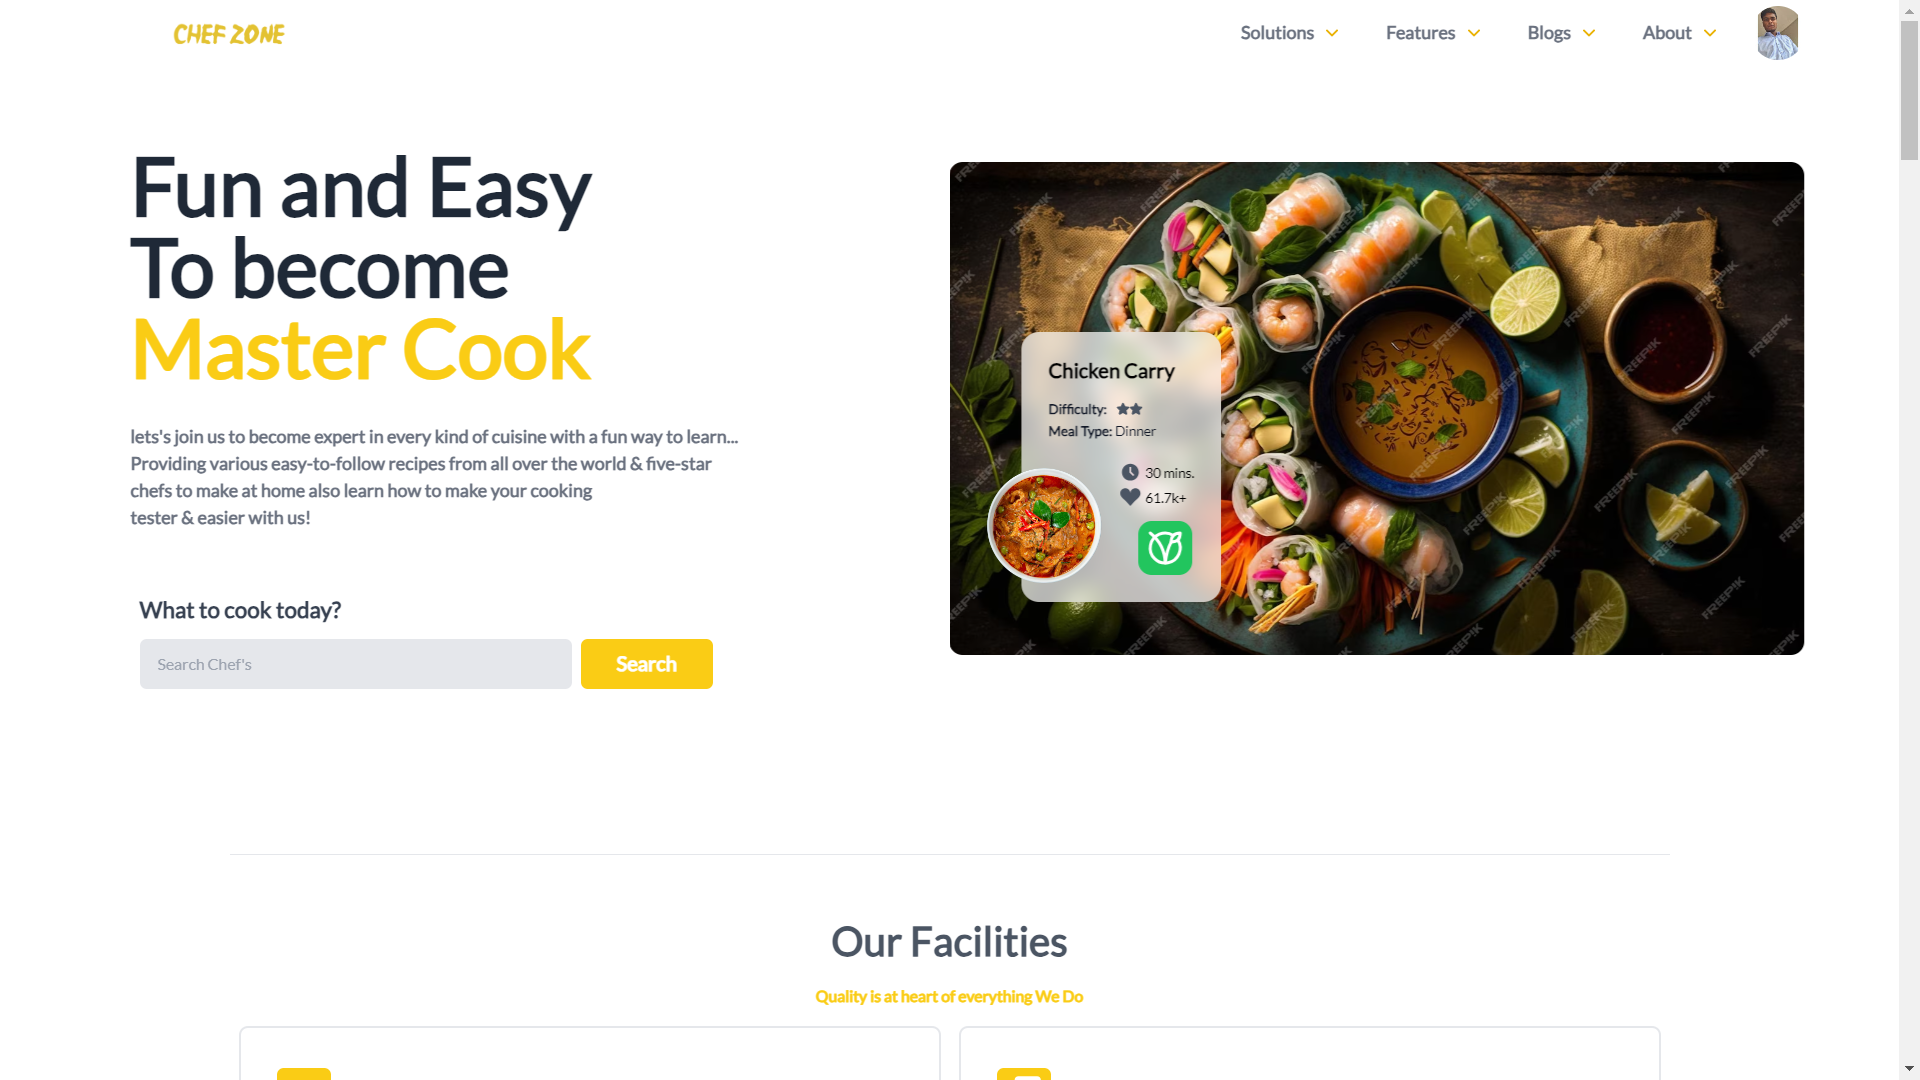 CHEF ZONE
Solutions
Features
Blogs
About
Fun and Easy
To become
Master Cook
lets's join us to become expert in every kind of cuisine with a fun way to learn...
Providing various easy-to-follow recipes from all over the world & five-star
chefs to make at home also learn how to make your cooking
tester & easier with us!
What to cook today?
Search Chef's
Search
Chicken Carry
Difficulty:
Meal Type: Dinner
30 mins.
61.7k+
FREEPIK
Our Facilities
Quality is at heart of everything We Do